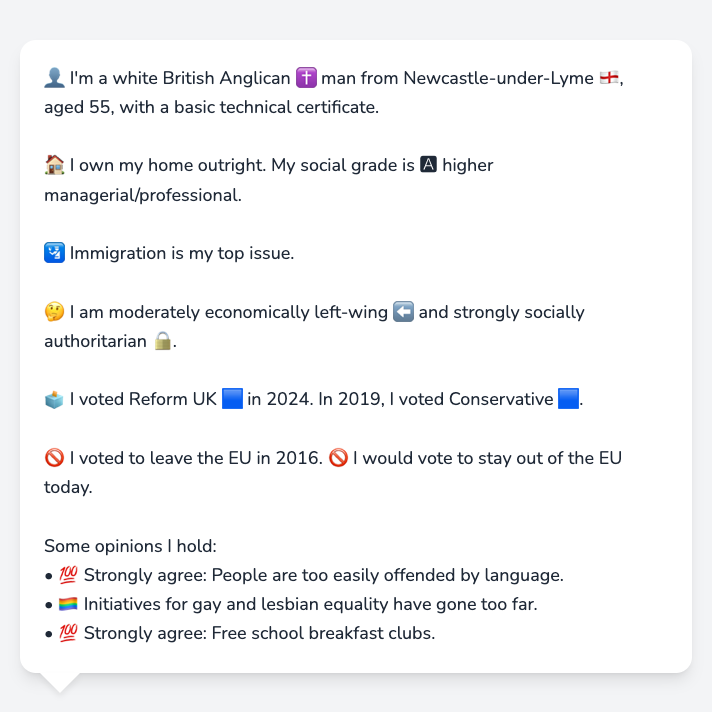 👤 I'm a white British Anglican ✝️ man from Newcastle-under-Lyme 🏴󠁧󠁢󠁥󠁮󠁧󠁿,
aged 55, with a basic technical certificate.
🏠 I own my home outright. My social grade is 🅰 higher
managerial/professional.
🛂 Immigration is my top issue.
🤔 I am moderately economically left-wing ⬅️ and strongly socially
authoritarian 🔒.
🗳️ I voted Reform UK 🟦 in 2024. In 2019, I voted Conservative 🟦.
🚫 I voted to leave the EU in 2016. 🚫 I would vote to stay out of the EU
today.
Some opinions I hold:
• 💯 Strongly agree: People are too easily offended by language.
• 🏳️‍🌈 Initiatives for gay and lesbian equality have gone too far.
• 💯 Strongly agree: Free school breakfast clubs.